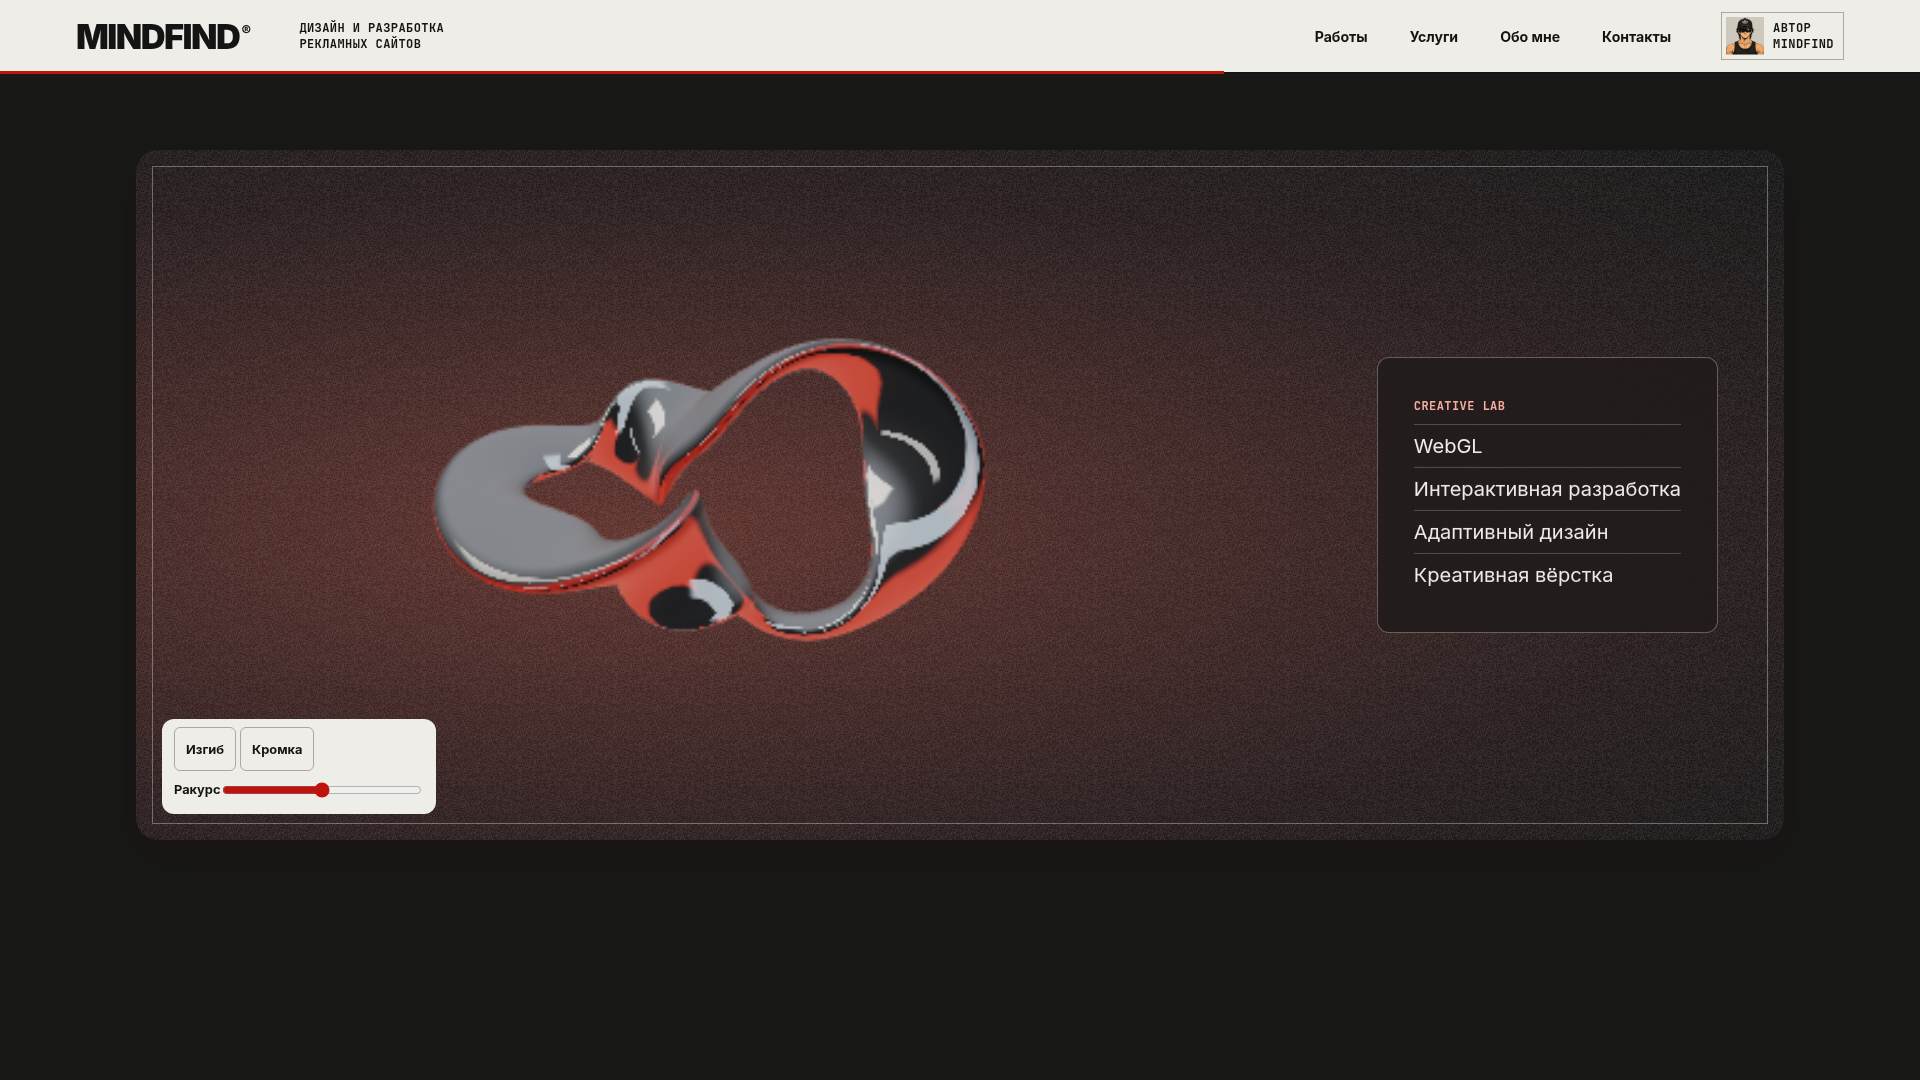 MINDFIND®
ДИЗАЙН И РАЗРАБОТКА
РЕКЛАМНЫХ САЙТОВ
Работы
Услуги
Обо мне
Контакты
АВТОР
MINDFIND
CREATIVE LAB
WebGL
Интерактивная разработка
Адаптивный дизайн
Креативная вёрстка
Изгиб
Кромка
Ракурс